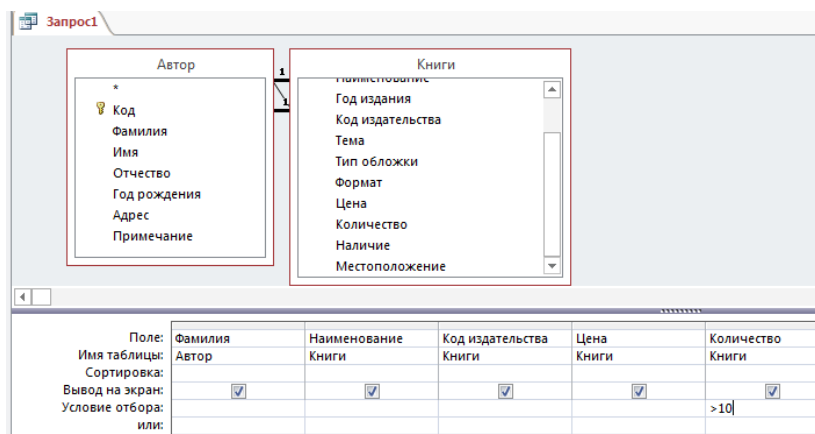 Запрос1
Автор
*
Код
Фамилия
Имя
Отчество
Год рождения
Адрес
Примечание
1
1
Книги
Наименование
Год издания
Код издательства
Тема
Тип обложки
Формат
Цена
Количество
Наличие
Местоположение
Поле: Фамилия Наименование Код издательства Цена Количество
Имя таблицы: Автор Книги Книги Книги Книги
Сортировка:
Вывод на экран:
Условие отбора: >10
или: